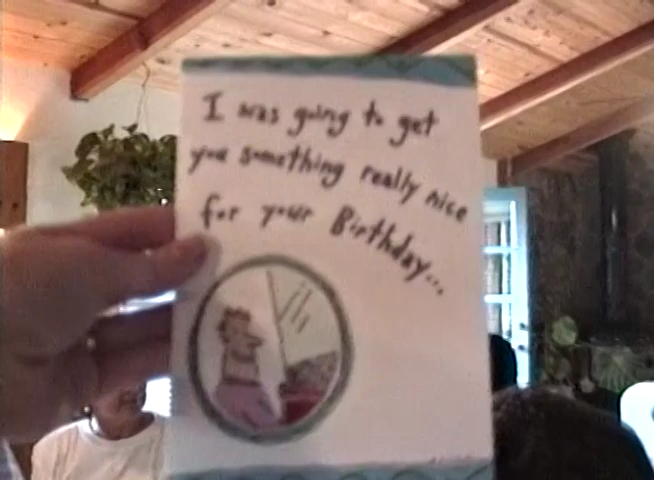 I was going to get
you something really nice
for your Birthday...